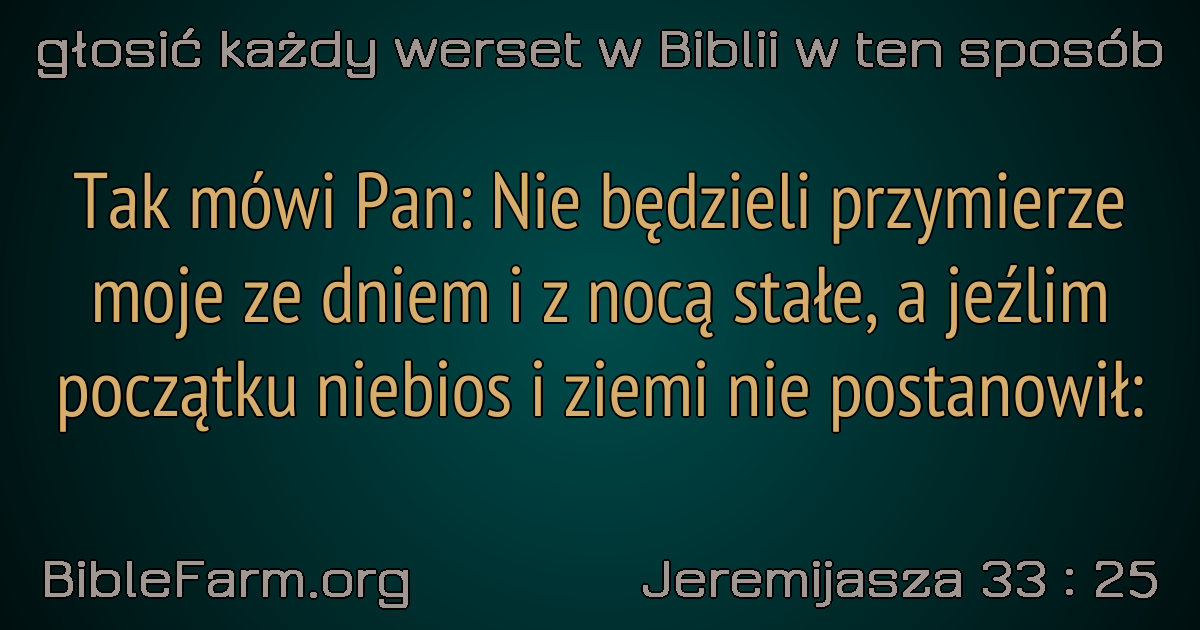 głosić każdy werset w Biblii w ten sposób
Tak mówi Pan: Nie będzieli przymierze
moje ze dniem i z nocą stałe, a jeźlim
początku niebios i ziemi nie postanowił:
BibleFarm.org
Jeremijasza 33 : 25